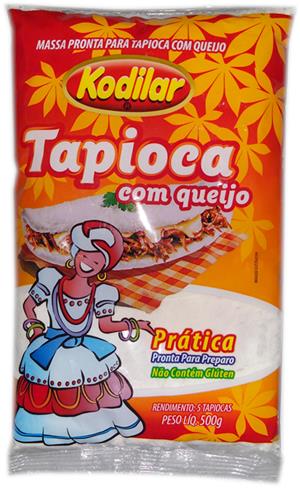 MASSA PRONTA PARA TAPIOCA COM QUEIJO
Kodilar
Tapioca
com queijo
Prática
Pronta Para Preparo
Não Contém Glúten
RENDIMENTO: 5 TAPIOCAS
PESO LÍQ. 500g